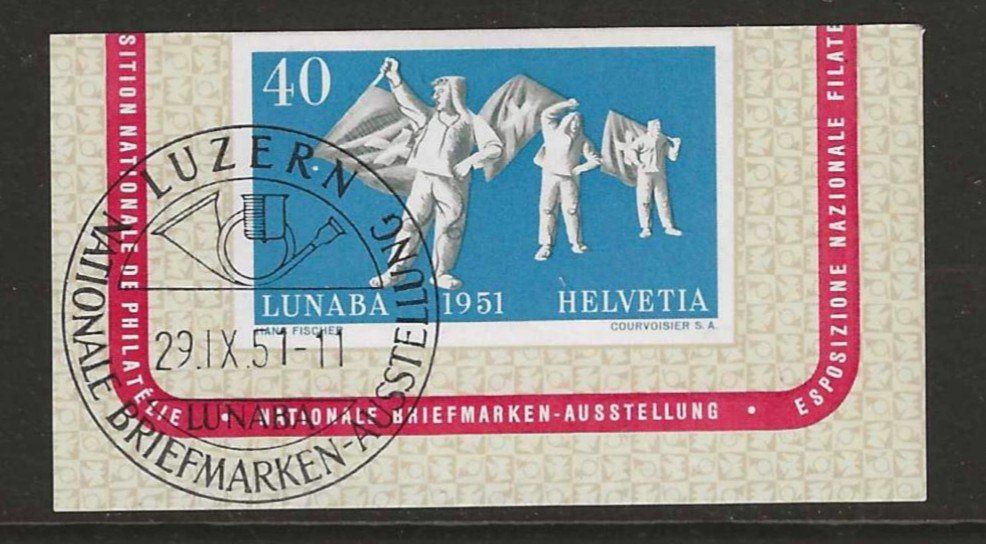 SITION NATIONALE DE PHILATÉLIE •
NATIONALE BRIEFMARKEN-AUSSTELLUNG •
ESPOSIZIONE NAZIONALE FILATE
40
LUNABA 1951 HELVETIA
HANS FISCHER
COURVOISIER S.A.
LUZERN
29.IX.51-11
LUNABA
NATIONALE BRIEFMARKEN-AUSSTELLUNG